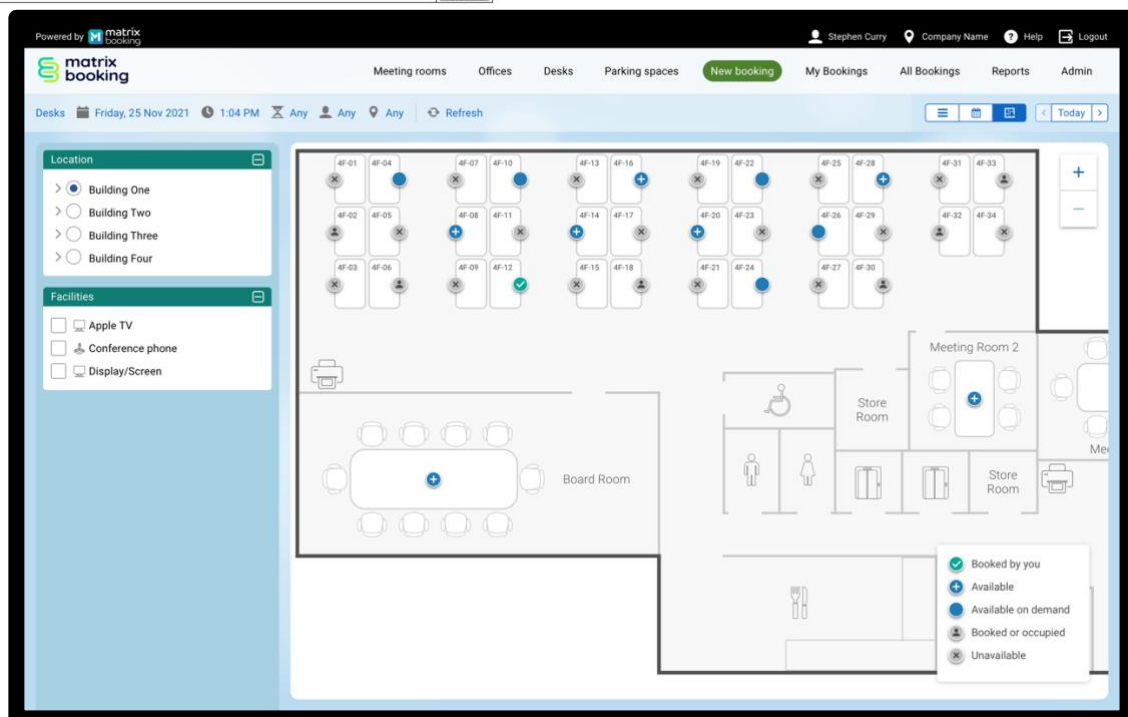 Powered by matrix booking
Stephen Curry Company Name Help Logout
matrix booking
Meeting rooms Offices Desks Parking spaces New booking My Bookings All Bookings Reports Admin
Desks Friday, 25 Nov 2021 1:04 PM Any Any Any Refresh
Today
Location
Building One
Building Two
Building Three
Building Four
Facilities
Apple TV
Conference phone
Display/Screen
4F-01 4F-04 4F-07 4F-10 4F-13 4F-16 4F-19 4F-22 4F-25 4F-28 4F-31 4F-33
4F-02 4F-05 4F-08 4F-11 4F-14 4F-17 4F-20 4F-23 4F-26 4F-29 4F-32 4F-34
4F-03 4F-06 4F-09 4F-12 4F-15 4F-18 4F-21 4F-24 4F-27 4F-30
Meeting Room 2
Store
Room
Mee
Board Room
Store
Room
Booked by you
Available
Available on demand
Booked or occupied
Unavailable